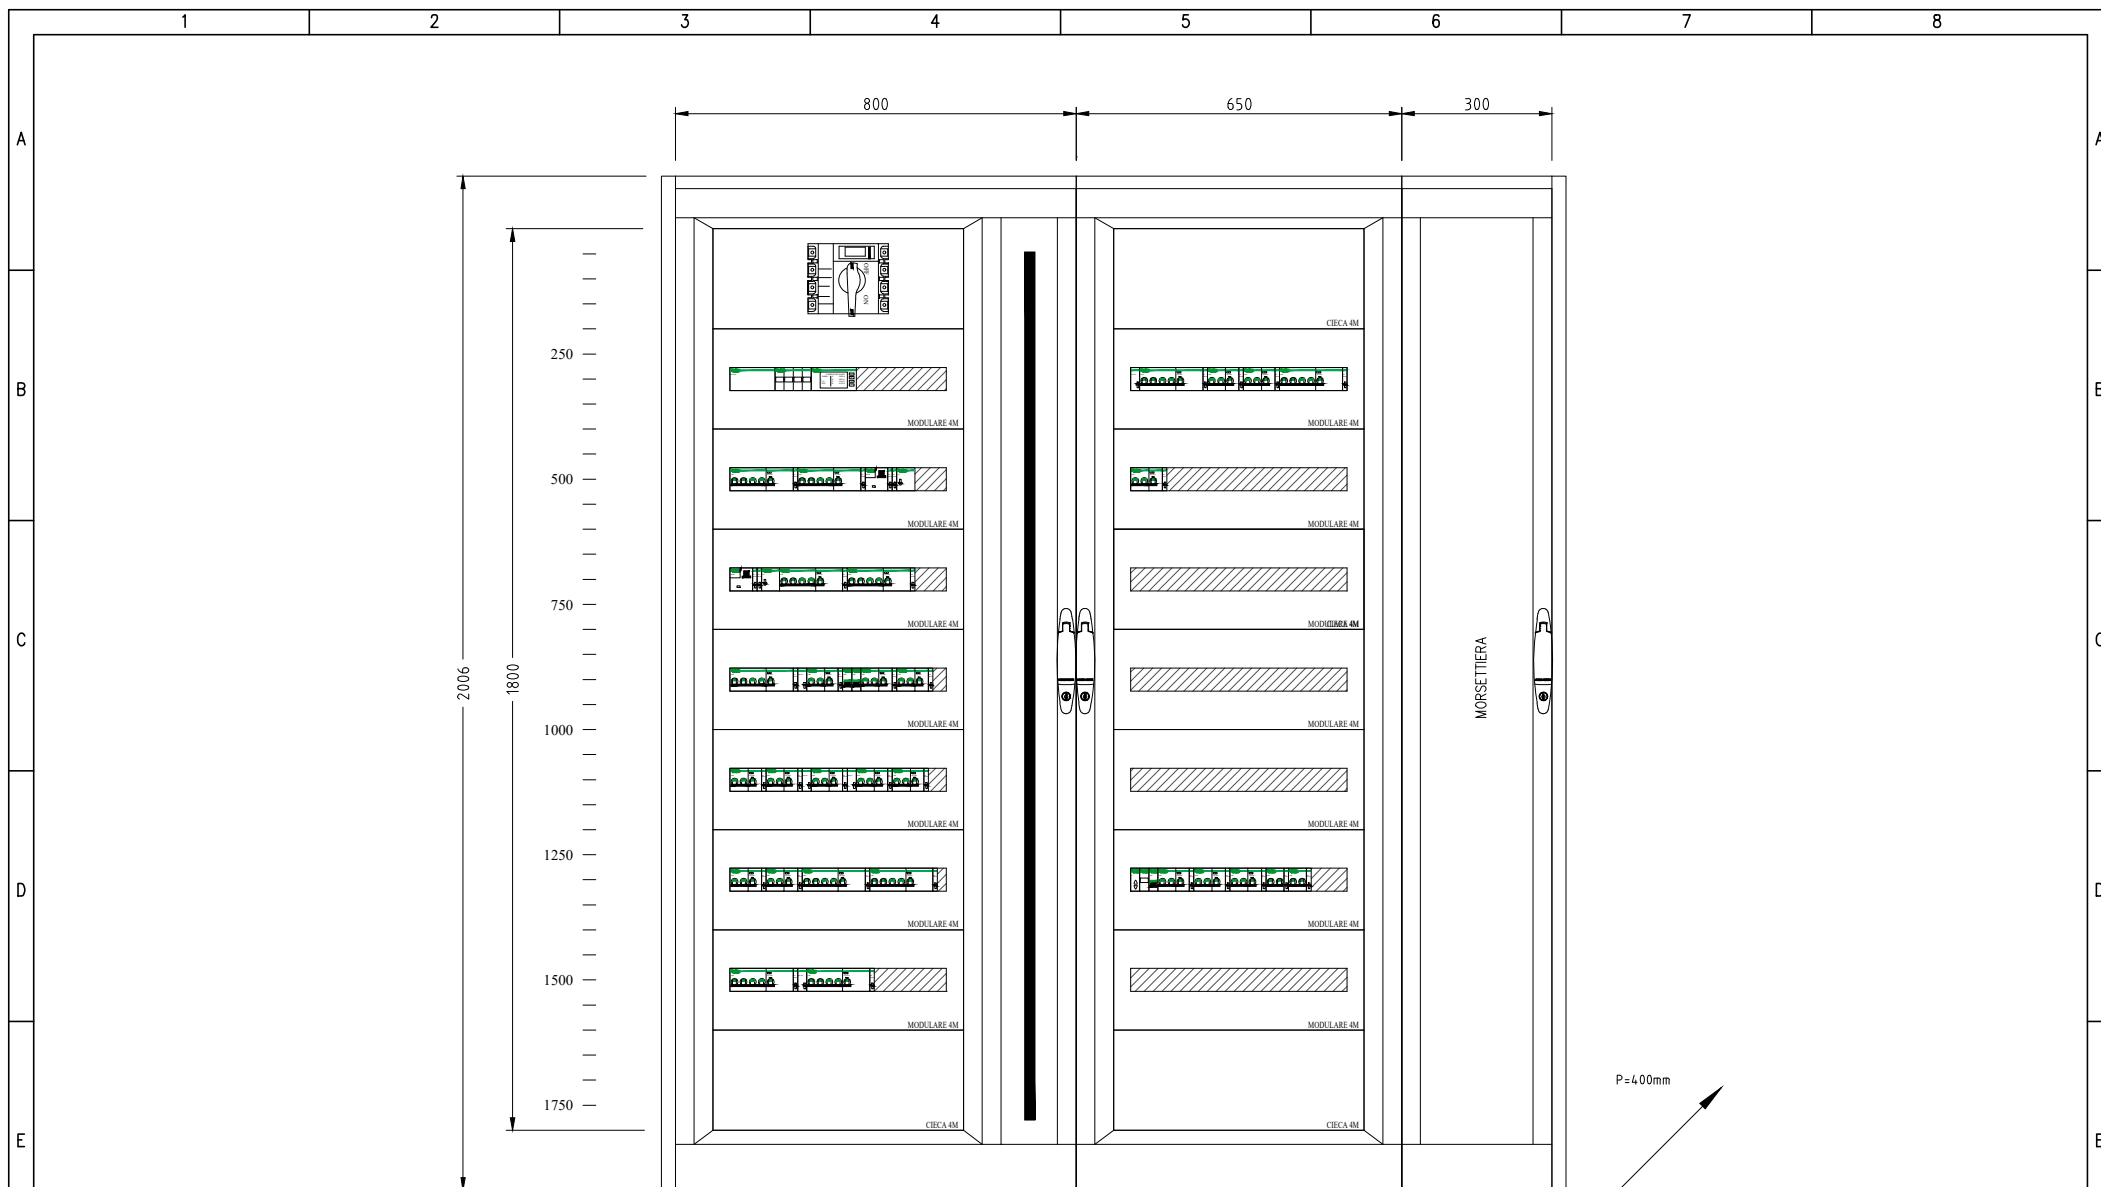 1 2 3 4 5 6 7 8
800 650 300
A A
OFF
ON
CIECA 4M
250
B
MODULARE 4M MODULARE 4M
500
MODULARE 4M MODULARE 4M
750
MODULARE 4M
C
2006
1800
MORSETTIERA
MODULARE 4M MODULARE 4M
1000
MODULARE 4M MODULARE 4M
1250
D D
MODULARE 4M MODULARE 4M
1500
MODULARE 4M MODULARE 4M
P=400mm
1750
CIECA 4M CIECA 4M
E